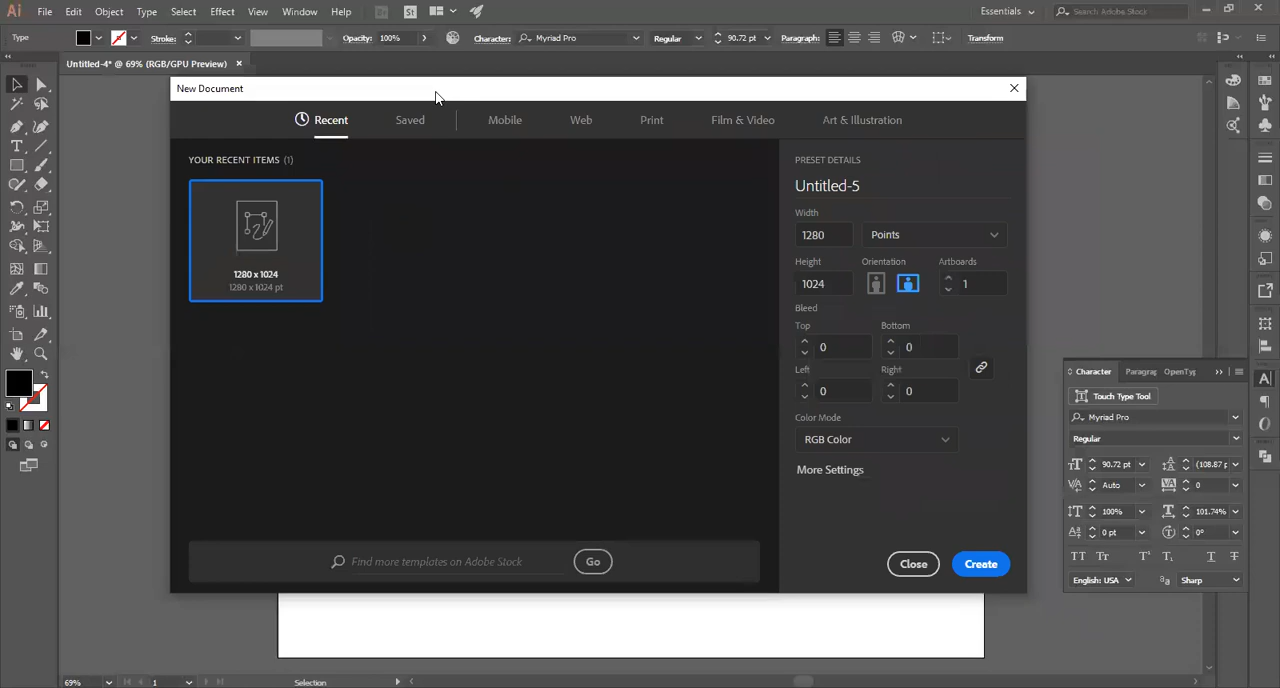 Ai File Edit Object Type Select Effect View Window Help Br St Essentials Search Adobe Stock
Type Stroke: Opacity: 100% Character: Myriad Pro Regular 90.72 pt Paragraph: Transform
Untitled-4* @ 69% (RGB/GPU Preview) ×
New Document
Recent Saved Mobile Web Print Film & Video Art & Illustration
YOUR RECENT ITEMS (1)
1280 x 1024
1280 x 1024 pt
Find more templates on Adobe Stock Go
PRESET DETAILS
Untitled-5
Width
1280 Points
Height Orientation Artboards
1024 1
Bleed
Top Bottom
0 0
Left Right
0 0
Color Mode
RGB Color
More Settings
Close Create
Character Paragrap OpenTyp
Touch Type Tool
Myriad Pro
Regular
90.72 pt (108.87 p
Auto 0
100% 101.74%
0 pt 0°
English: USA Sharp
69% 1 Selection